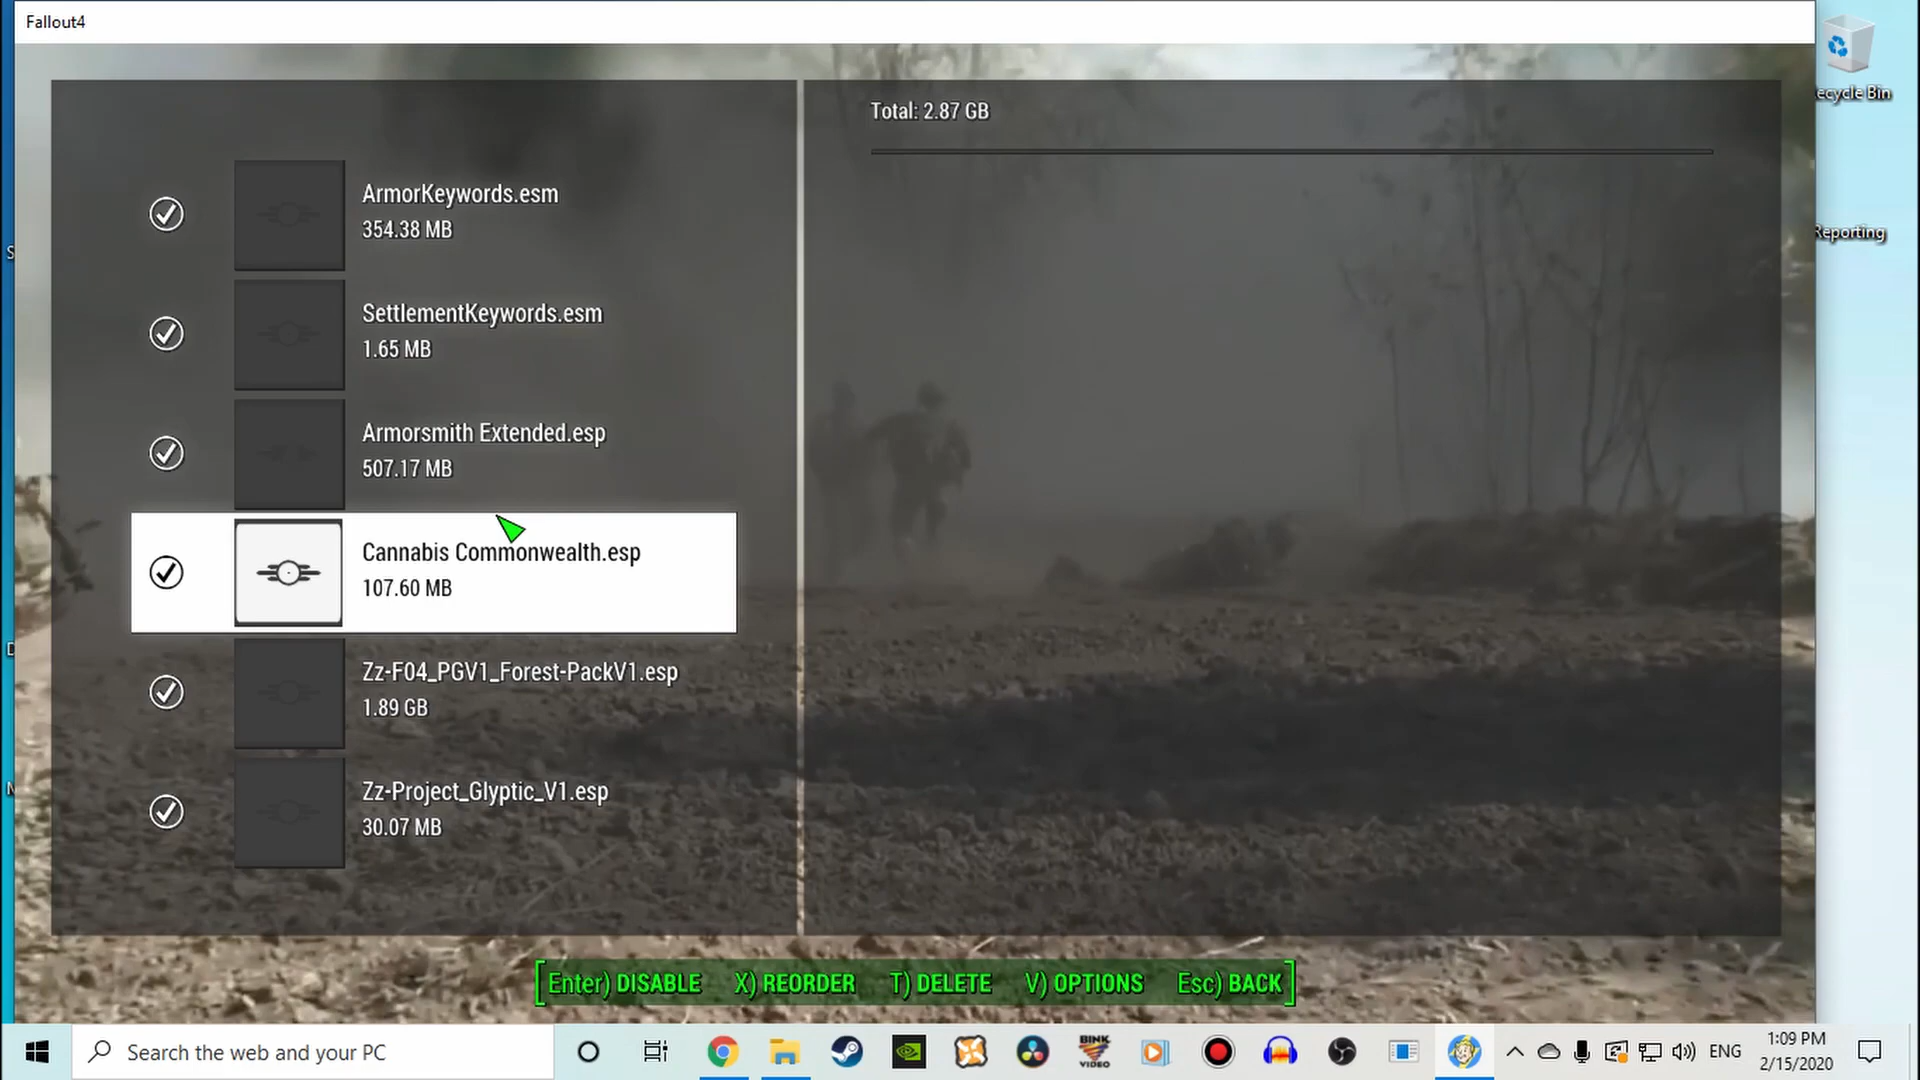 Fallout4
Total: 2.87 GB
ArmorKeywords.esm
354.38 MB
SettlementKeywords.esm
1.65 MB
Armorsmith Extended.esp
507.17 MB
Cannabis Commonwealth.esp
107.60 MB
Zz-F04_PGV1_Forest-PackV1.esp
1.89 GB
Zz-Project_Glyptic_V1.esp
30.07 MB
Enter) DISABLE X) REORDER T) DELETE V) OPTIONS Esc) BACK
ecycle Bin
Reporting
S
D
Search the web and your PC
BINK
VIDEO
ENG
1:09 PM
2/15/2020